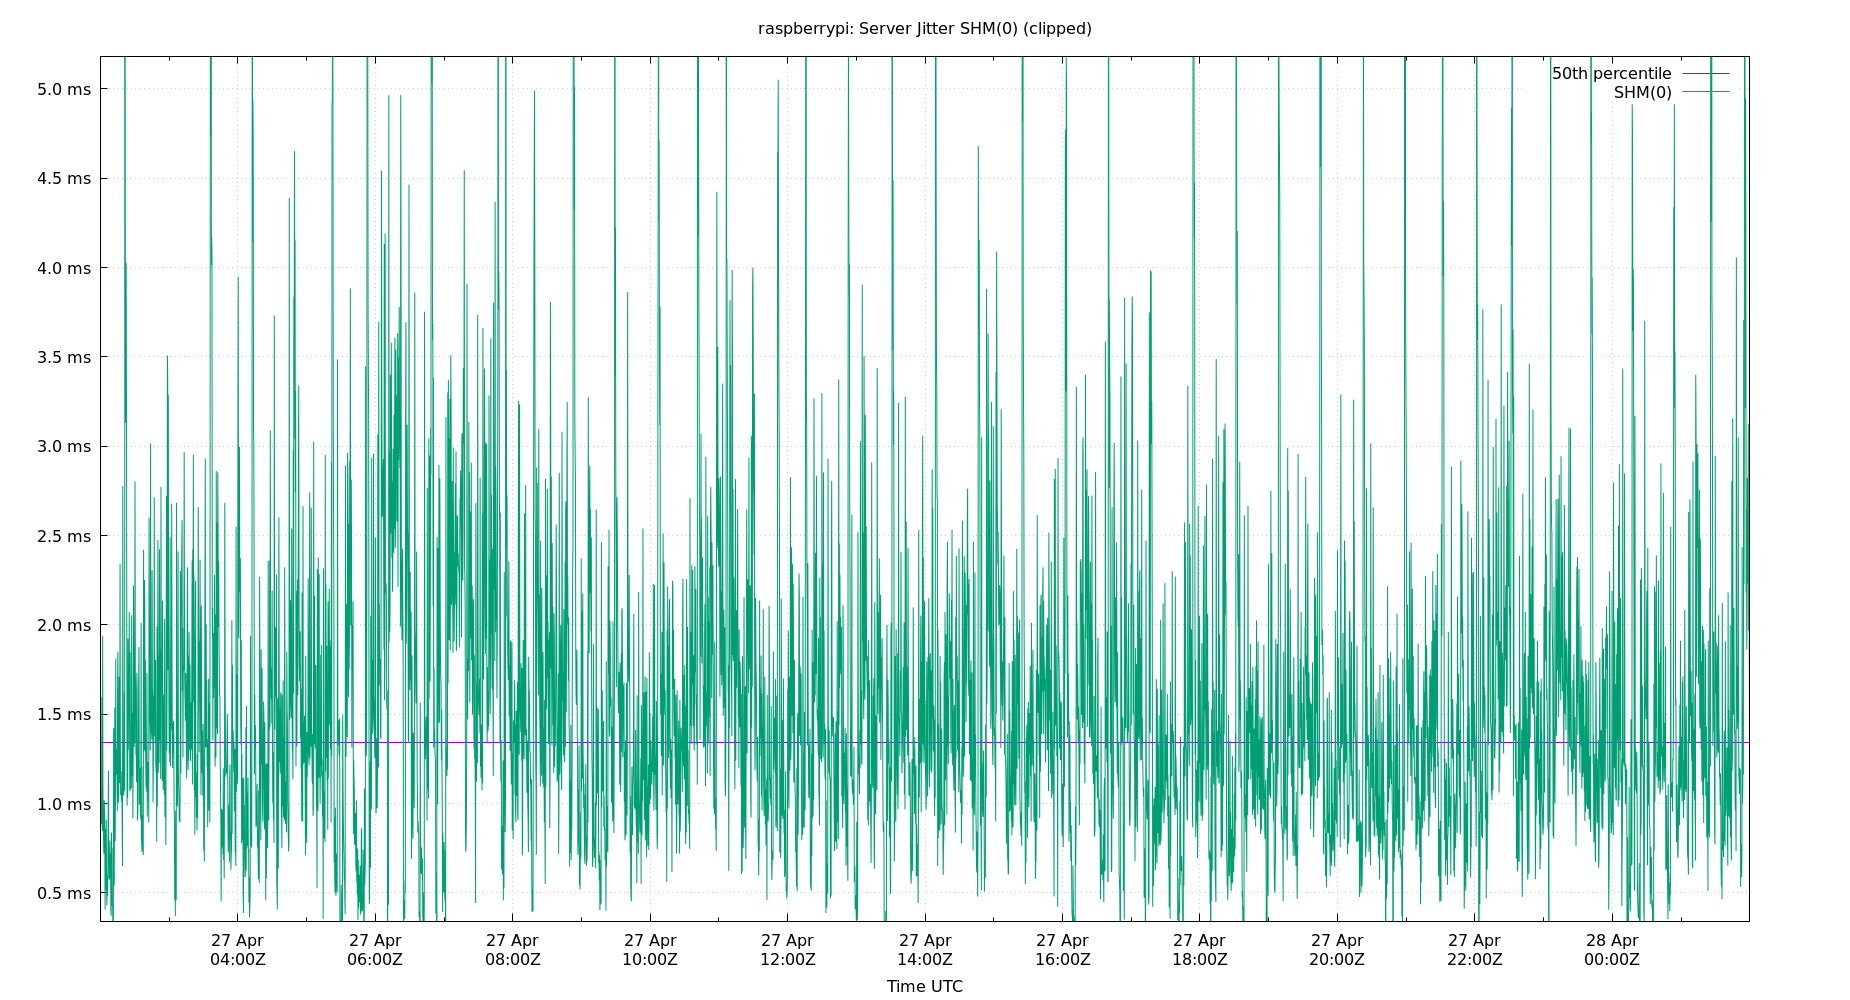 raspberrypi: Server Jitter SHM(0) (clipped)
50th percentile
SHM(0)
5.0 ms
4.5 ms
4.0 ms
3.5 ms
3.0 ms
2.5 ms
2.0 ms
1.5 ms
1.0 ms
0.5 ms
27 Apr 27 Apr 27 Apr 27 Apr 27 Apr 27 Apr 27 Apr 27 Apr 27 Apr 27 Apr 28 Apr
04:00Z 06:00Z 08:00Z 10:00Z 12:00Z 14:00Z 16:00Z 18:00Z 20:00Z 22:00Z 00:00Z
Time UTC